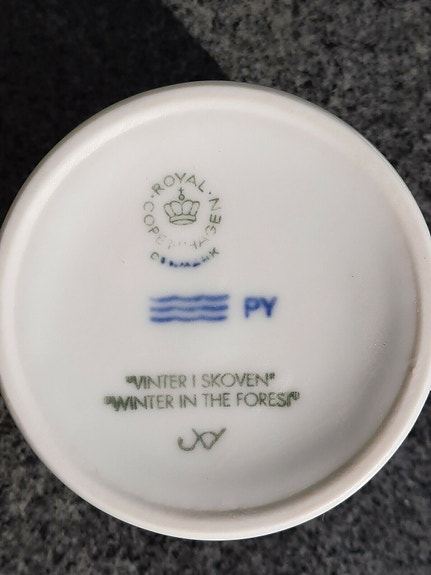 ROYAL COPENHAGEN
DENMARK
PY
"VINTER I SKOVEN"
"WINTER IN THE FOREST"